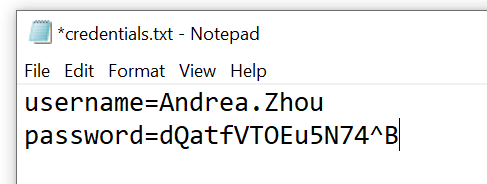 *credentials.txt - Notepad
File Edit Format View Help
username=Andrea.Zhou
password=dQatfVTOEu5N74^B